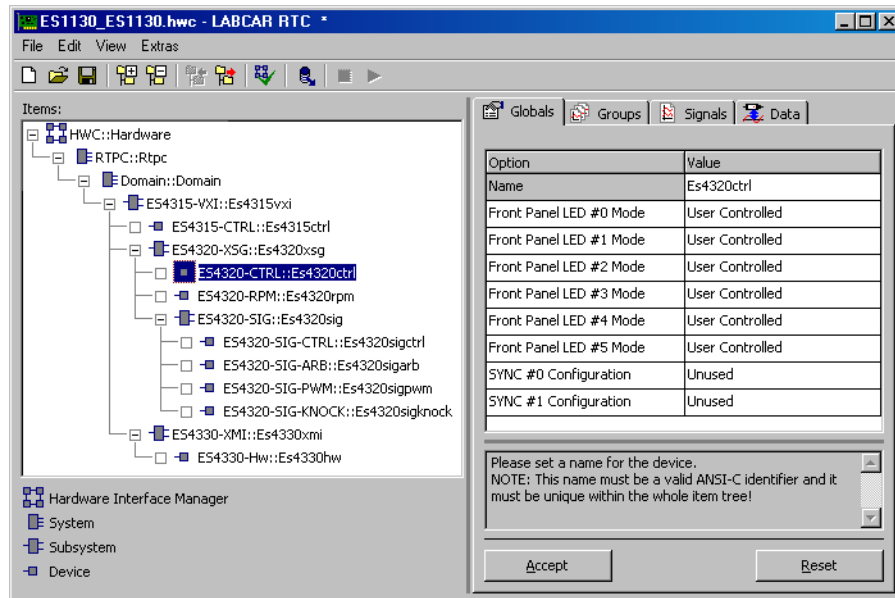 ES1130_ES1130.hwc - LABCAR RTC *
File Edit View Extras
Items:
HWC::Hardware
RTPC::Rtpc
Domain::Domain
ES4315-VXI::Es4315vxi
ES4315-CTRL::Es4315ctrl
ES4320-XSG::Es4320xsg
ES4320-CTRL::Es4320ctrl
ES4320-RPM::Es4320rpm
ES4320-SIG::Es4320sig
ES4320-SIG-CTRL::Es4320sigctrl
ES4320-SIG-ARB::Es4320sigarb
ES4320-SIG-PWM::Es4320sigpwm
ES4320-SIG-KNOCK::Es4320sigknock
ES4330-XMI::Es4330xmi
ES4330-Hw::Es4330hw
Hardware Interface Manager
System
Subsystem
Device
Globals Groups Signals Data
Option Value
Name Es4320ctrl
Front Panel LED #0 Mode User Controlled
Front Panel LED #1 Mode User Controlled
Front Panel LED #2 Mode User Controlled
Front Panel LED #3 Mode User Controlled
Front Panel LED #4 Mode User Controlled
Front Panel LED #5 Mode User Controlled
SYNC #0 Configuration Unused
SYNC #1 Configuration Unused
Please set a name for the device.
NOTE: This name must be a valid ANSI-C identifier and it
must be unique within the whole item tree!
Accept Reset